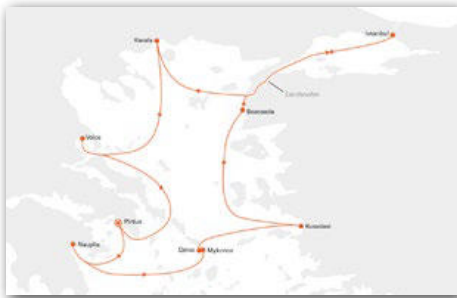 Kavala
Istanbul
Dardanellen
Bozcaada
Volos
Piräus
Nauplia
Delos
Mykonos
Kusadasi